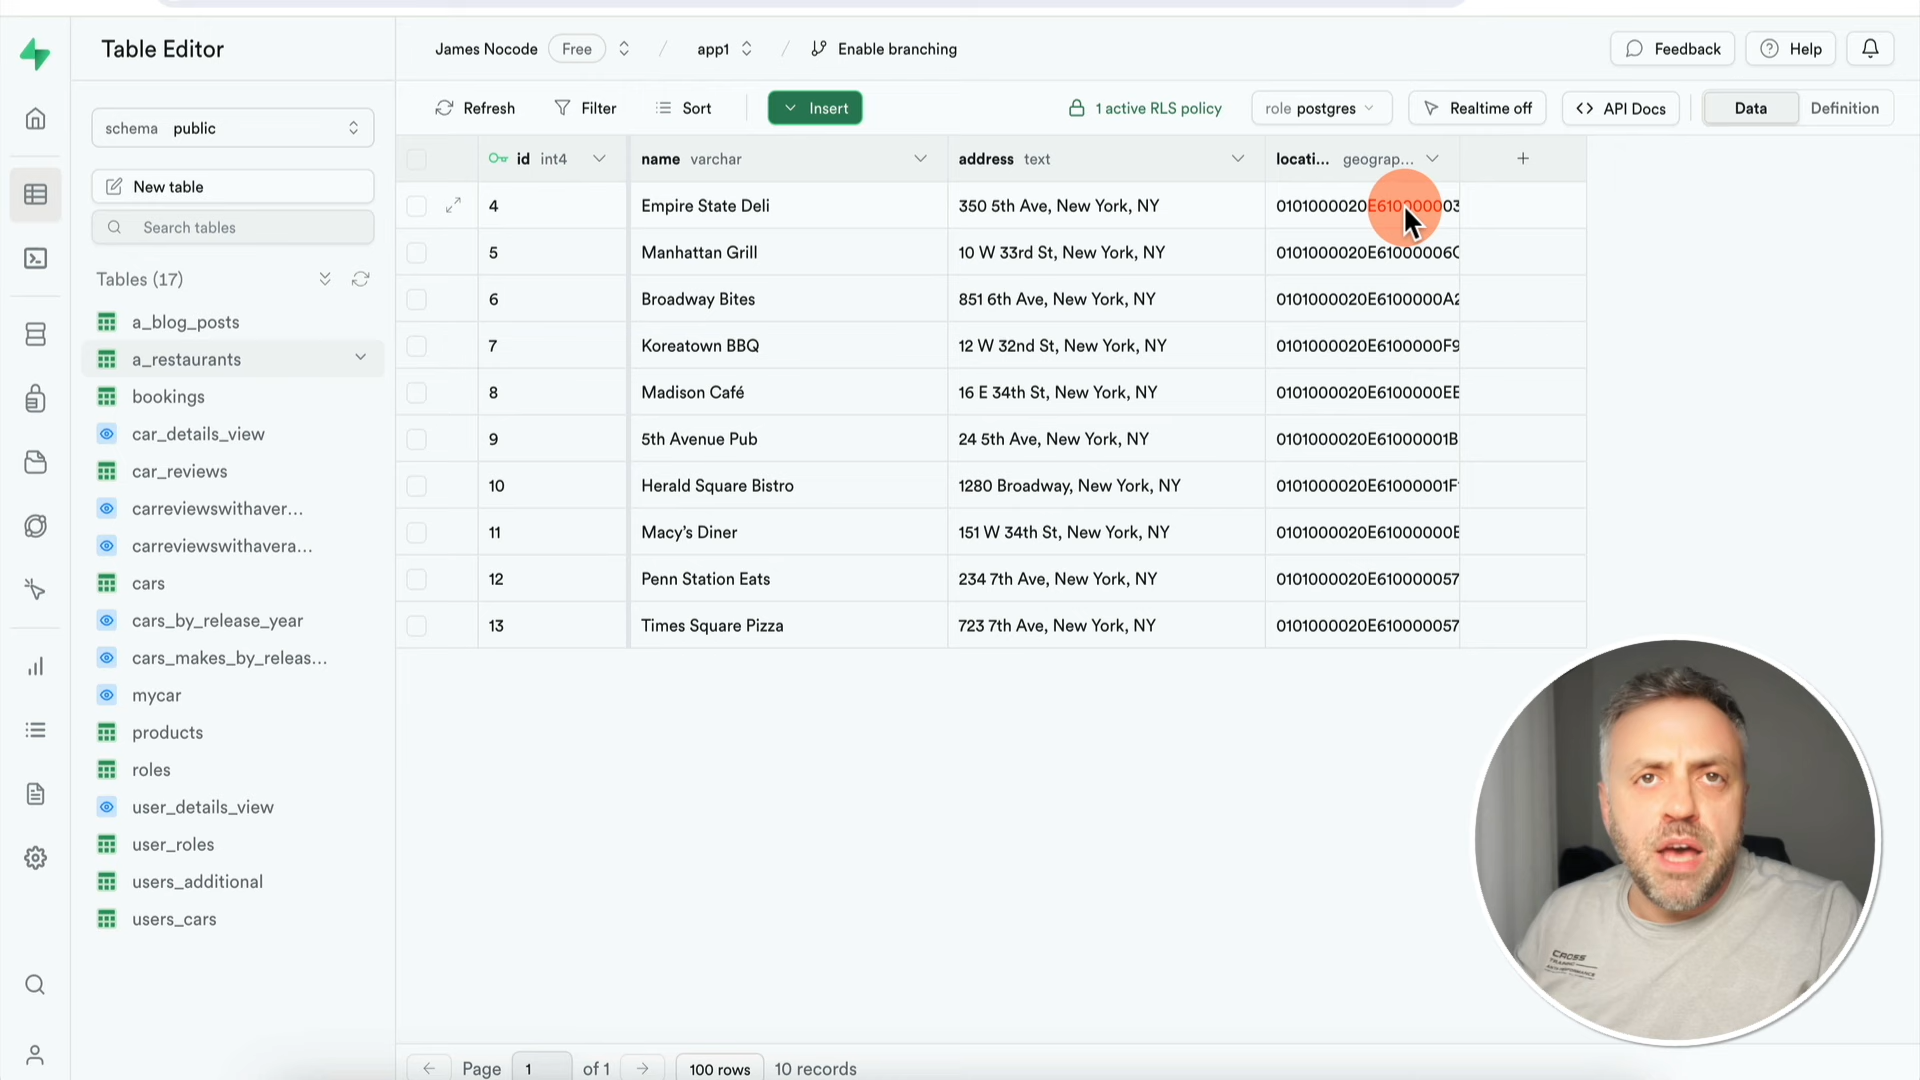 Table Editor
James Nocode Free / app1 / Enable branching
Feedback
Help
schema public
New table
Search tables
Tables (17)
a_blog_posts
a_restaurants
bookings
car_details_view
car_reviews
carreviewswithaver...
carreviewswithavera...
cars
cars_by_release_year
cars_makes_by_releas...
mycar
products
roles
user_details_view
user_roles
users_additional
users_cars
Refresh Filter Sort Insert 1 active RLS policy role postgres Realtime off API Docs Data Definition
id int4 name varchar address text locati... geograp... +
4 Empire State Deli 350 5th Ave, New York, NY 0101000020E610000003
5 Manhattan Grill 10 W 33rd St, New York, NY 0101000020E61000006C
6 Broadway Bites 851 6th Ave, New York, NY 0101000020E6100000A2
7 Koreatown BBQ 12 W 32nd St, New York, NY 0101000020E6100000F9
8 Madison Café 16 E 34th St, New York, NY 0101000020E6100000EE
9 5th Avenue Pub 24 5th Ave, New York, NY 0101000020E61000001B
10 Herald Square Bistro 1280 Broadway, New York, NY 0101000020E61000001F
11 Macy’s Diner 151 W 34th St, New York, NY 0101000020E61000000E
12 Penn Station Eats 234 7th Ave, New York, NY 0101000020E610000057
13 Times Square Pizza 723 7th Ave, New York, NY 0101000020E610000057
Page 1 of 1 100 rows 10 records
CROSS
TRAINING